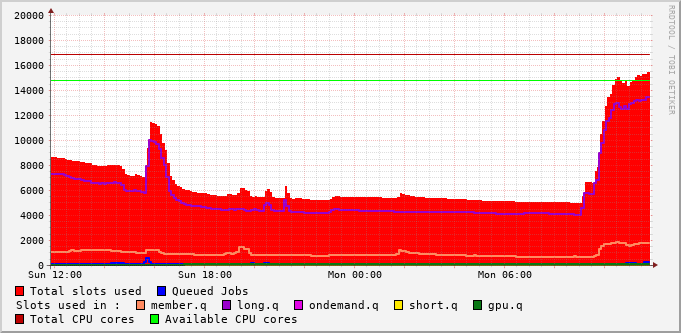 20000
18000
16000
14000
12000
10000
8000
6000
4000
2000
0
Sun 12:00 Sun 18:00 Mon 00:00 Mon 06:00
RRDTOOL / TOBI OETIKER
Total slots used Queued Jobs
Slots used in : member.q long.q ondemand.q short.q gpu.q
Total CPU cores Available CPU cores